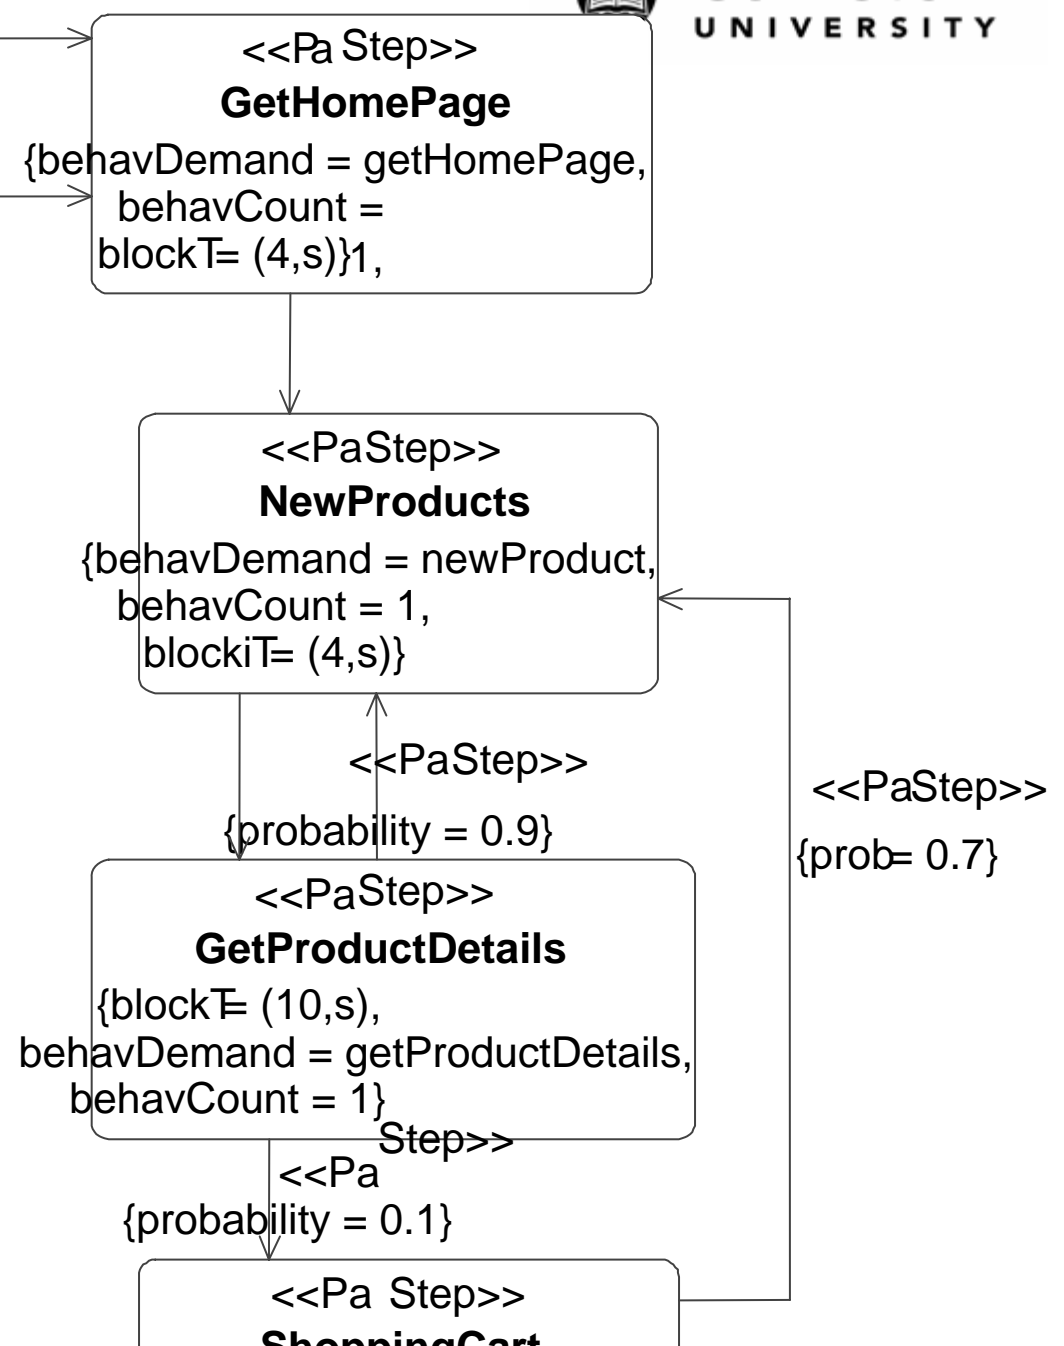 UNIVERSITY
<<Pa Step>>
GetHomePage
{behavDemand = getHomePage,
behavCount =
blockT= (4,s)}1,
<<PaStep>>
NewProducts
{behavDemand = newProduct,
behavCount = 1,
blockiT= (4,s)}
<<PaStep>>
{probability = 0.9}
<<PaStep>>
{prob= 0.7}
<<PaStep>>
GetProductDetails
{blockT= (10,s),
behavDemand = getProductDetails,
behavCount = 1}
Step>>
<<Pa
{probability = 0.1}
<<Pa Step>>
ShoppingCart